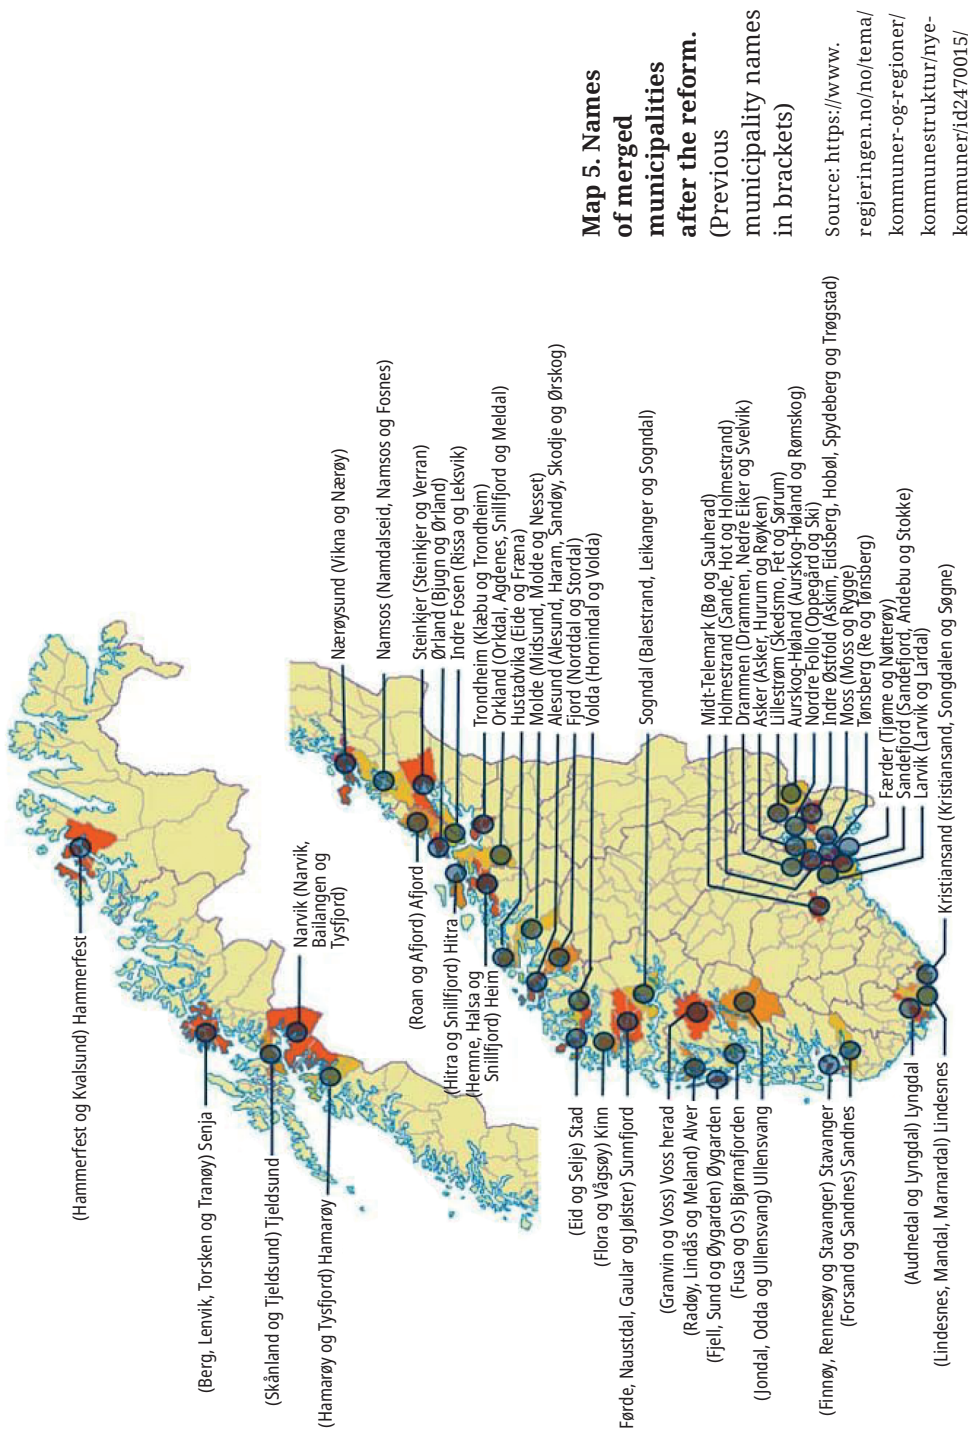 (Hammerfest og Kvalsund) Hammerfest
(Berg, Lenvik, Torsken og Tranøy) Senja
(Skånland og Tjeldsund) Tjeldsund
(Hamarøy og Tysfjord) Hamarøy
Narvik (Narvik,
Bailangen og
Tysfjord)
(Roan og Afjord) Afjord
(Hitra og Snillfjord) Hitra
(Hemne, Halsa og
Snillfjord) Heim
(Eid og Selje) Stad
(Flora og Vågsøy) Kinn
Førde, Naustdal, Gaular og Jølster) Sunnfjord
(Granvin og Voss) Voss herad
(Radøy, Lindås og Meland) Alver
(Fjell, Sund og Øygarden) Øygarden
(Fusa og Os) Bjørnafjorden
(Jondal, Odda og Ullensvang) Ullensvang
(Finnøy, Rennesøy og Stavanger) Stavanger
(Forsand og Sandnes) Sandnes
(Audnedal og Lyngdal) Lyngdal
(Lindesnes, Mandal, Marnardal) Lindesnes
Nærøysund (Vikna og Nærøy)
Namsos (Namdalseid, Namsos og Fosnes)
Steinkjer (Steinkjer og Verran)
Ørland (Bjugn og Ørland)
Indre Fosen (Rissa og Leksvik)
Trondheim (Klæbu og Trondheim)
Orkland (Orkdal, Agdenes, Snillfjord og Meldal)
Hustadvika (Eide og Fræna)
Molde (Midsund, Molde og Nesset)
Alesund (Alesund, Haram, Sandøy, Skodje og Ørskog)
Fjord (Norddal og Stordal)
Volda (Hornindal og Volda)
Sogndal (Balestrand, Leikanger og Sogndal)
Midt-Telemark (Bø og Sauherad)
Holmestrand (Sande, Hot og Holmestrand)
Drammen (Drammen, Nedre Eiker og Svelvik)
Asker (Asker, Hurum og Røyken)
Lillestrøm (Skedsmo, Fet og Sørum)
Aurskog-Høland (Aurskog-Høland og Rømskog)
Nordre Follo (Oppegård og Ski)
Indre Østfold (Askim, Eidsberg, Hobøl, Spydeberg og Trøgstad)
Moss (Moss og Rygge)
Tønsberg (Re og Tønsberg)
Færder (Tjøme og Nøtterøy)
Sandefjord (Sandefjord, Andebu og Stokke)
Larvik (Larvik og Lardal)
Kristiansand (Kristiansand, Songdalen og Søgne)
Map 5. Names
of merged
municipalities
after the reform.
(Previous
municipality names
in brackets)
Source: https://www.
regjeringen.no/no/tema/
kommuner-og-regioner/
kommunestruktur/nye-
kommuner/id2470015/